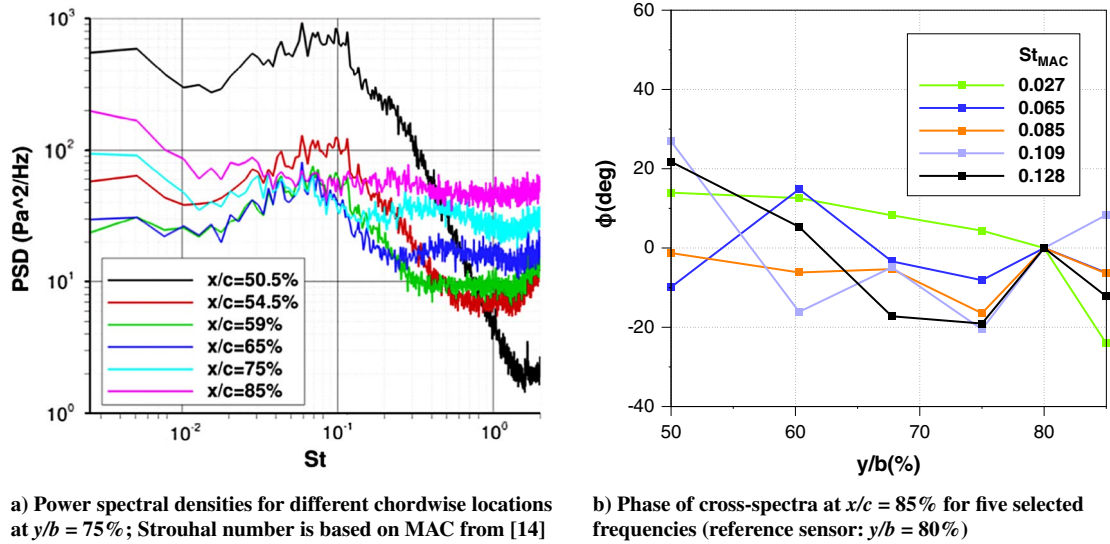 10^3
10^2
10^1
10^0
PSD (Pa^2/Hz)
x/c=50.5%
x/c=54.5%
x/c=59%
x/c=65%
x/c=75%
x/c=85%
10^-2
10^-1
10^0
St
60
40
20
0
-20
-40
ϕ(deg)
St_MAC
0.027
0.065
0.085
0.109
0.128
50
60
70
80
y/b(%)
a) Power spectral densities for different chordwise locations
at y/b = 75%; Strouhal number is based on MAC from [14]
b) Phase of cross-spectra at x/c = 85% for five selected
frequencies (reference sensor: y/b = 80%)